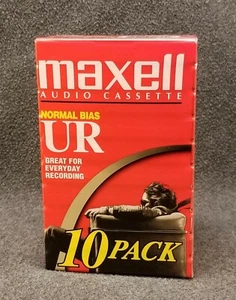 maxell
AUDIO CASSETTE
NORMAL BIAS
UR
GREAT FOR
EVERYDAY
RECORDING
10 PACK